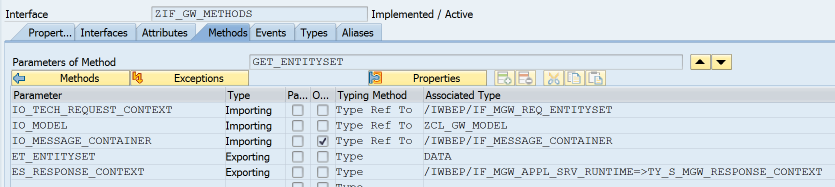 Interface ZIF_GW_METHODS Implemented / Active
Propert... Interfaces Attributes Methods Events Types Aliases
Parameters of Method GET_ENTITYSET
Methods Exceptions Properties
Parameter Type Pa... O... Typing Method Associated Type
IO_TECH_REQUEST_CONTEXT Importing Type Ref To /IWBEP/IF_MGW_REQ_ENTITYSET
IO_MODEL Importing Type Ref To ZCL_GW_MODEL
IO_MESSAGE_CONTAINER Importing Type Ref To /IWBEP/IF_MESSAGE_CONTAINER
ET_ENTITYSET Exporting Type DATA
ES_RESPONSE_CONTEXT Exporting Type /IWBEP/IF_MGW_APPL_SRV_RUNTIME=>TY_S_MGW_RESPONSE_CONTEXT
Type